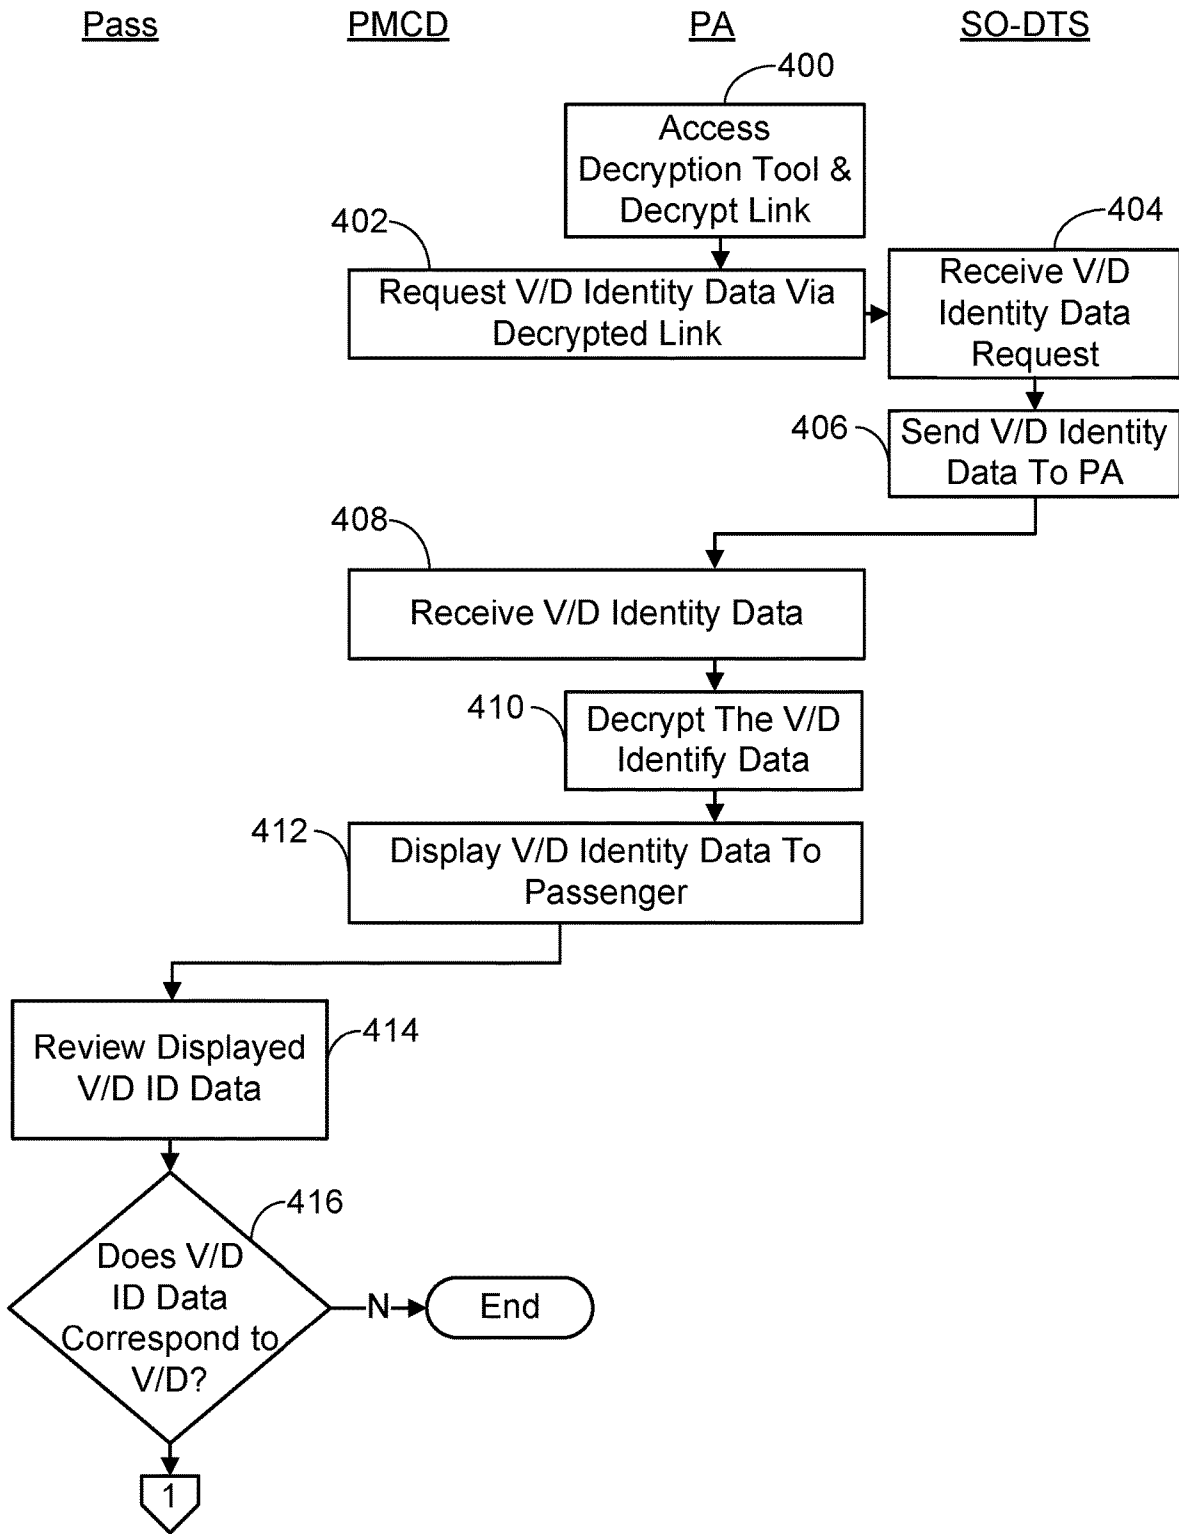 Pass PMCD PA SO-DTS
400
Access
Decryption Tool &
Decrypt Link
402
Request V/D Identity Data Via
Decrypted Link
404
Receive V/D
Identity Data
Request
406
Send V/D Identity
Data To PA
408
Receive V/D Identity Data
410
Decrypt The V/D
Identify Data
412
Display V/D Identity Data To
Passenger
414
Review Displayed
V/D ID Data
416
Does V/D
ID Data
Correspond to
V/D?
N
End
1